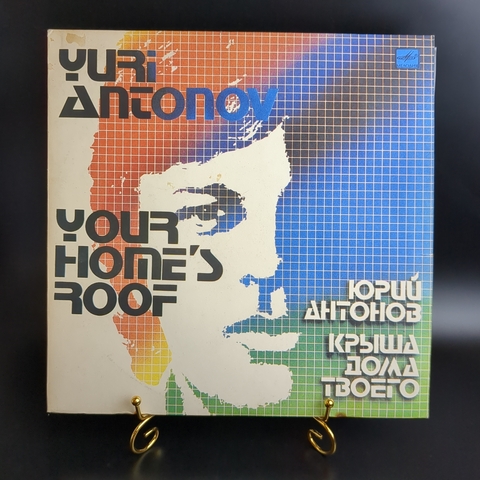 YURi
ANTONOV
YOUR
HOME'S
ROOF
ЮРИЙ
АНТОНОВ
КРЫША
ДОМА
ТВОЕГО